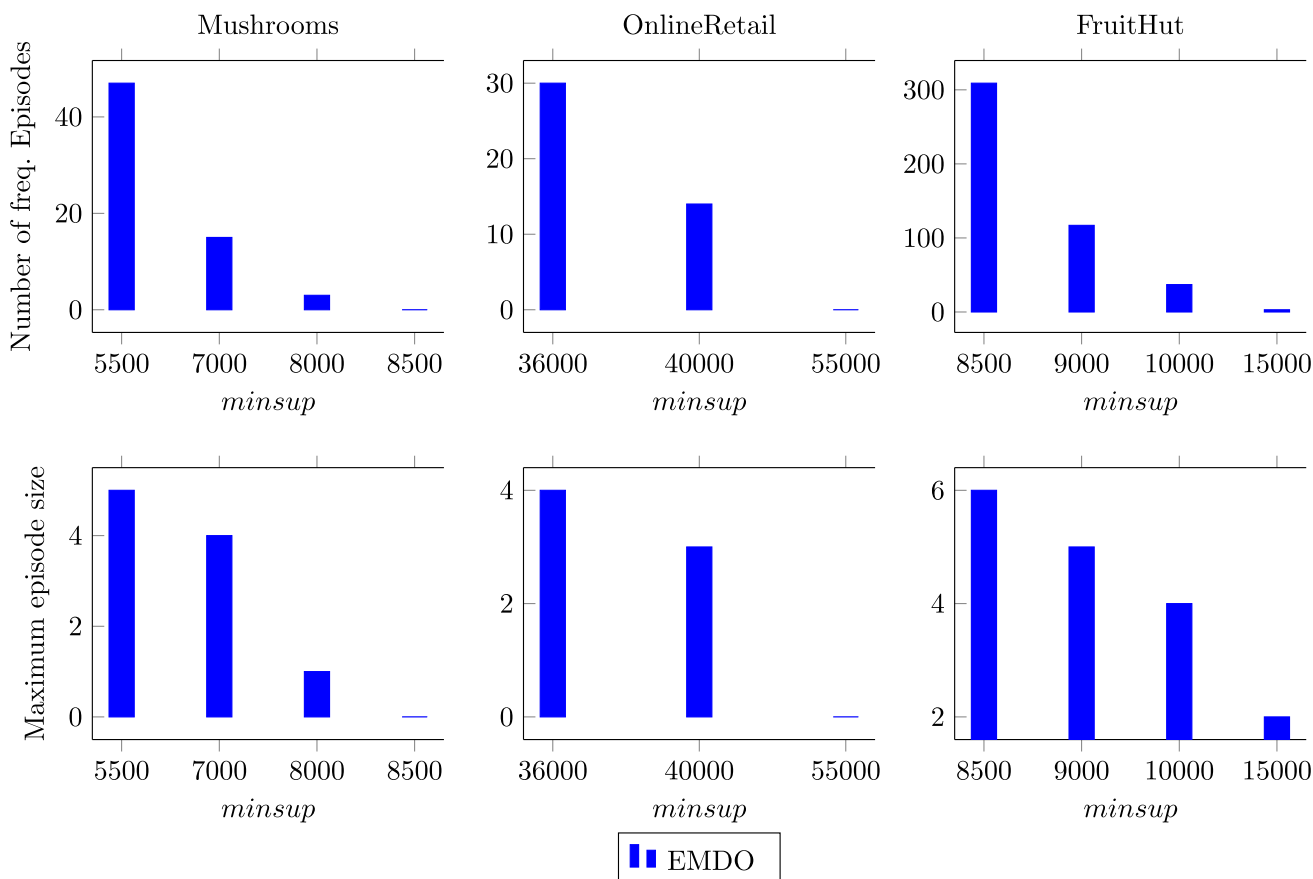 Mushrooms
OnlineRetail
FruitHut
Number of freq. Episodes
40
20
0
5500 7000 8000 8500
minsup
30
20
10
0
36000 40000 55000
minsup
300
200
100
0
8500 9000 10000 15000
minsup
Maximum episode size
4
2
0
5500 7000 8000 8500
minsup
4
2
0
36000 40000 55000
minsup
6
4
2
8500 9000 10000 15000
minsup
EMDO